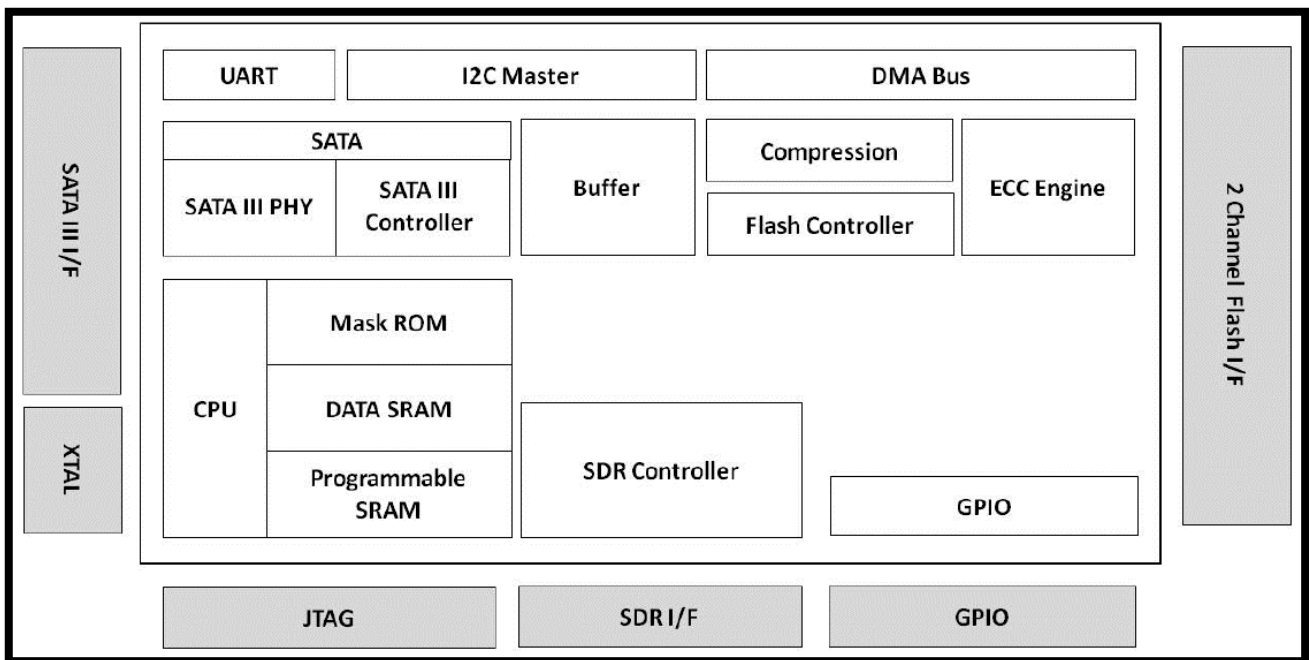 UART
I2C Master
DMA Bus
SATA
SATA III PHY
SATA III
Controller
Buffer
Compression
Flash Controller
ECC Engine
SATA III I/F
XTAL
CPU
Mask ROM
DATA SRAM
Programmable
SRAM
SDR Controller
GPIO
2 Channel Flash I/F
JTAG
SDR I/F
GPIO